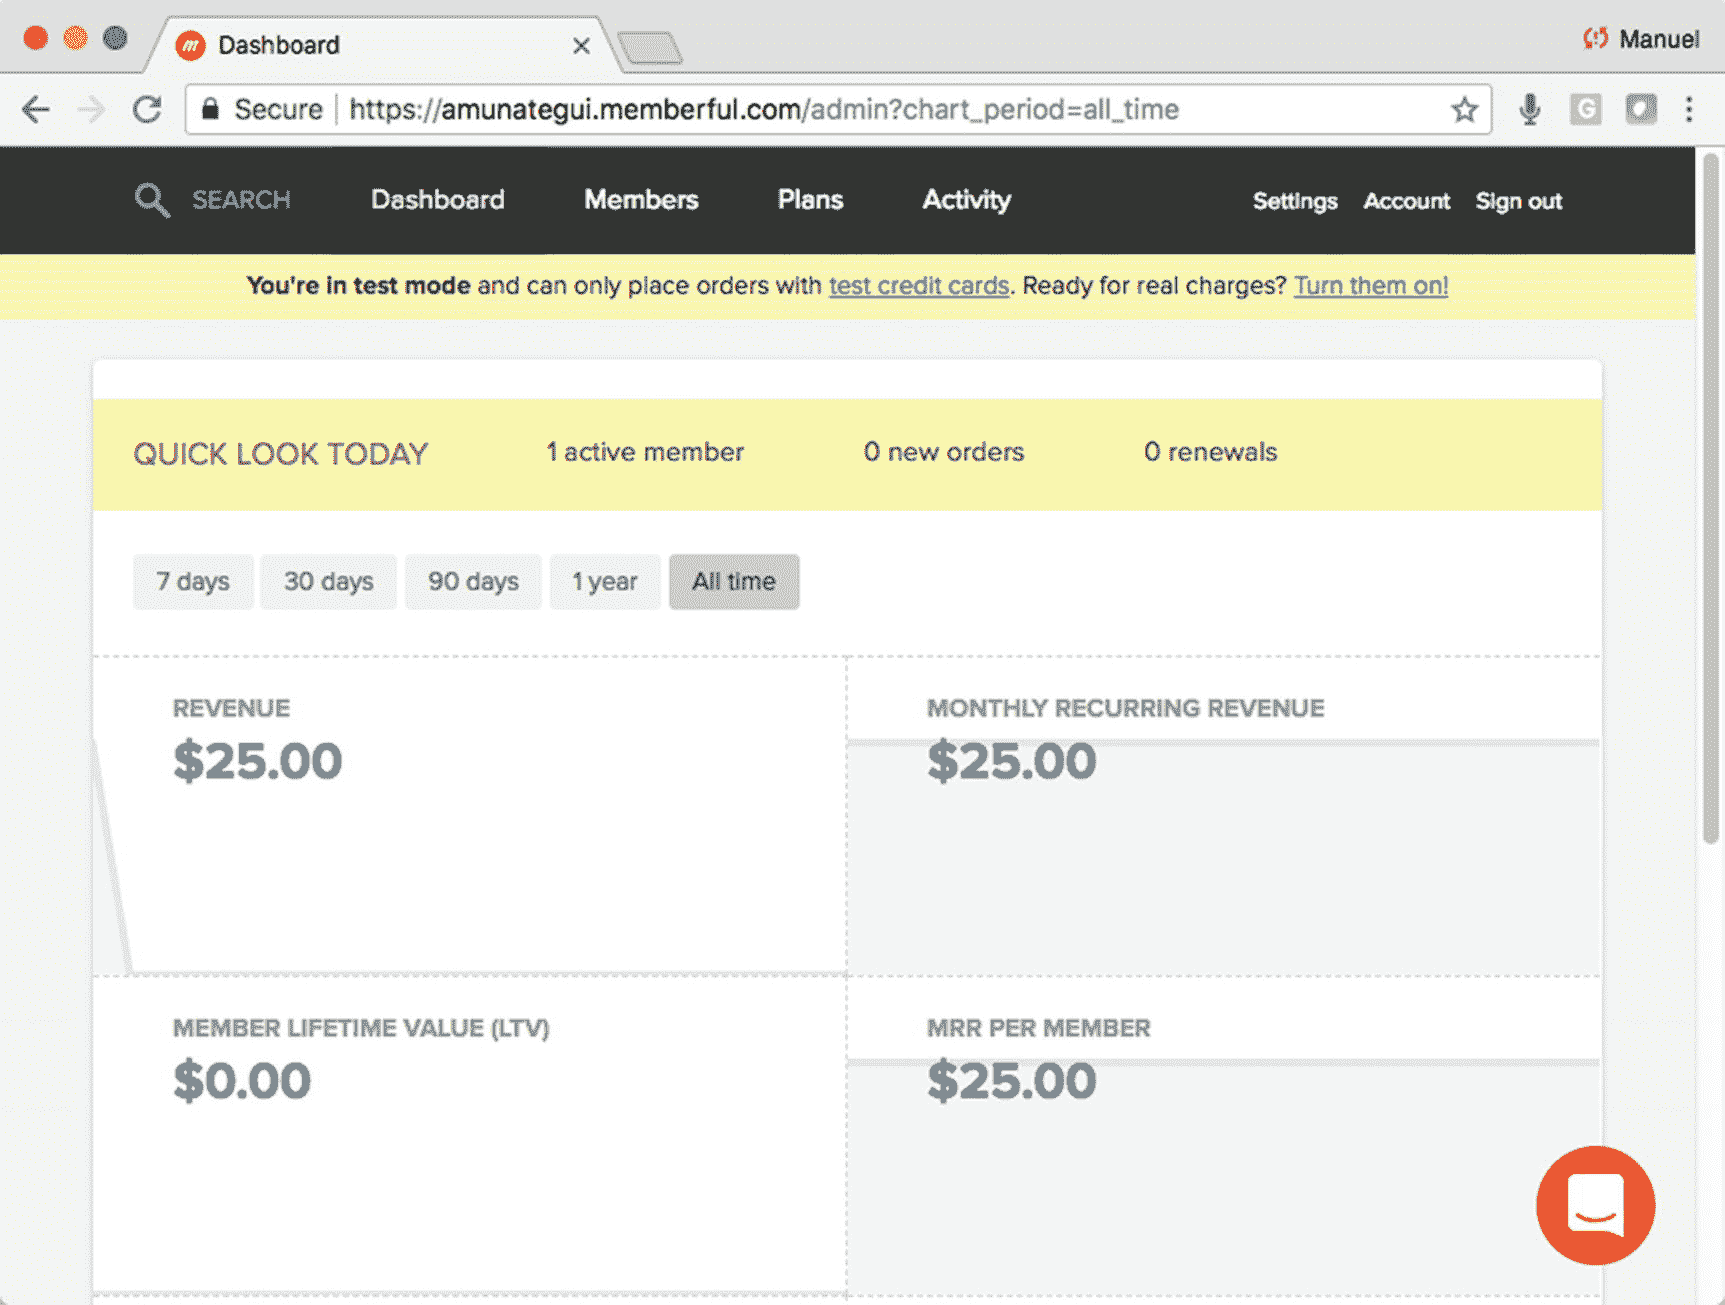 Dashboard
Manuel
Secure https://amunategui.memberful.com/admin?chart_period=all_time
G
SEARCH Dashboard Members Plans Activity Settings Account Sign out
You're in test mode and can only place orders with test credit cards. Ready for real charges? Turn them on!
QUICK LOOK TODAY 1 active member 0 new orders 0 renewals
7 days 30 days 90 days 1 year All time
REVENUE
$25.00
MONTHLY RECURRING REVENUE
$25.00
MEMBER LIFETIME VALUE (LTV)
$0.00
MRR PER MEMBER
$25.00